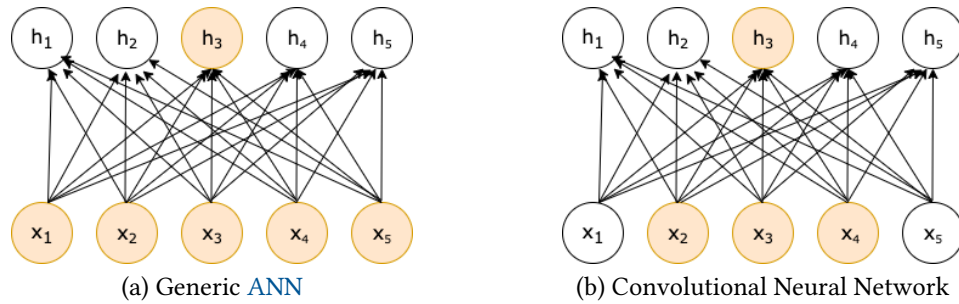 h₁ h₂ h₃ h₄ h₅ h₁ h₂ h₃ h₄ h₅
x₁ x₂ x₃ x₄ x₅ x₁ x₂ x₃ x₄ x₅
(a) Generic ANN (b) Convolutional Neural Network